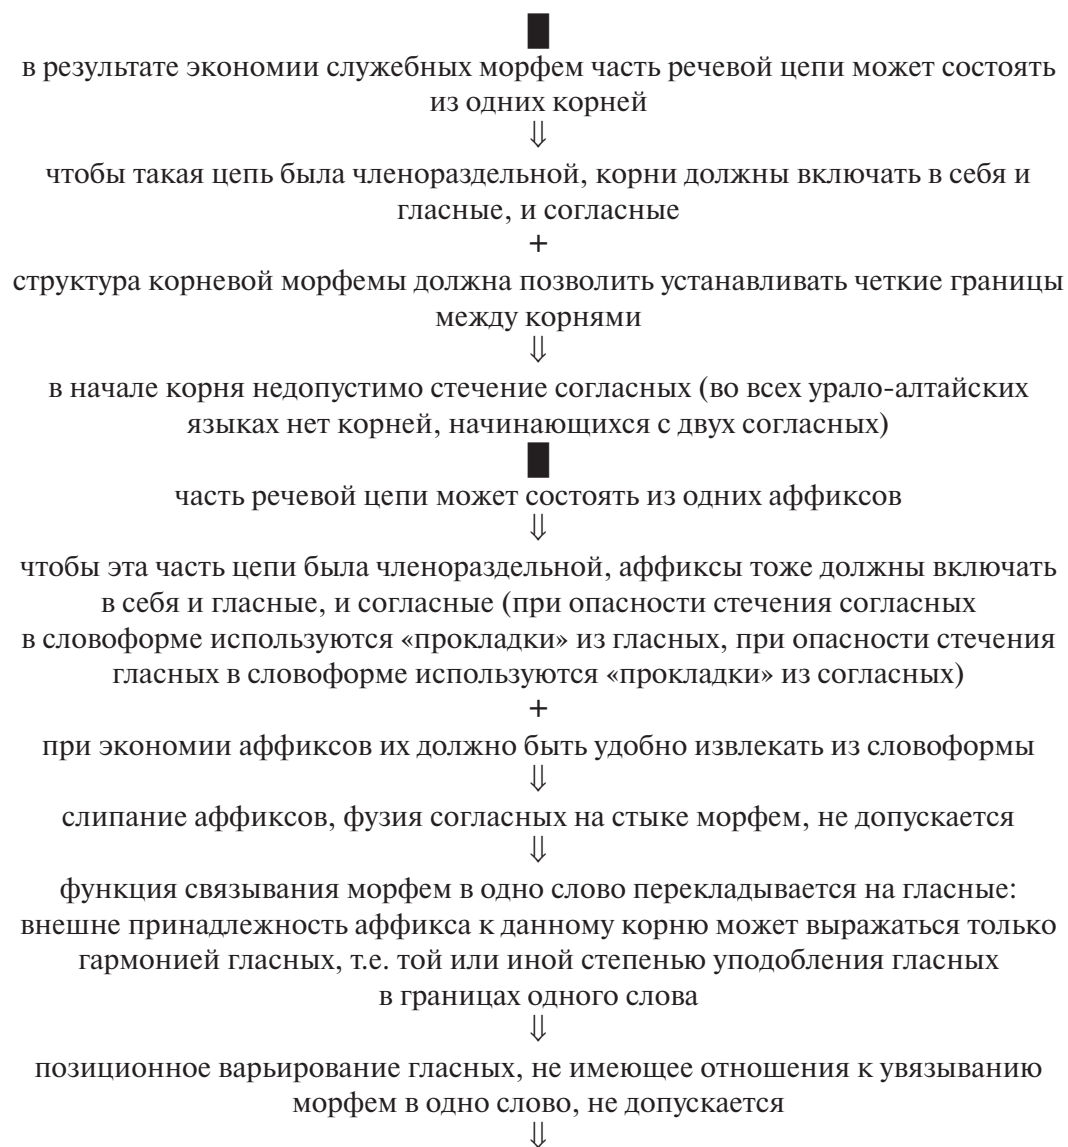 в результате экономии служебных морфем часть речевой цепи может состоять
из одних корней
⇓
чтобы такая цепь была членораздельной, корни должны включать в себя и
гласные, и согласные
+
структура корневой морфемы должна позволить устанавливать четкие границы
между корнями
⇓
в начале корня недопустимо стечение согласных (во всех урало-алтайских
языках нет корней, начинающихся с двух согласных)
часть речевой цепи может состоять из одних аффиксов
⇓
чтобы эта часть цепи была членораздельной, аффиксы тоже должны включать
в себя и гласные, и согласные (при опасности стечения согласных
в словоформе используются «прокладки» из гласных, при опасности стечения
гласных в словоформе используются «прокладки» из согласных)
+
при экономии аффиксов их должно быть удобно извлекать из словоформы
⇓
слипание аффиксов, фузия согласных на стыке морфем, не допускается
⇓
функция связывания морфем в одно слово перекладывается на гласные:
внешне принадлежность аффикса к данному корню может выражаться только
гармонией гласных, т.е. той или иной степенью уподобления гласных
в границах одного слова
⇓
позиционное варьирование гласных, не имеющее отношения к увязыванию
морфем в одно слово, не допускается
⇓